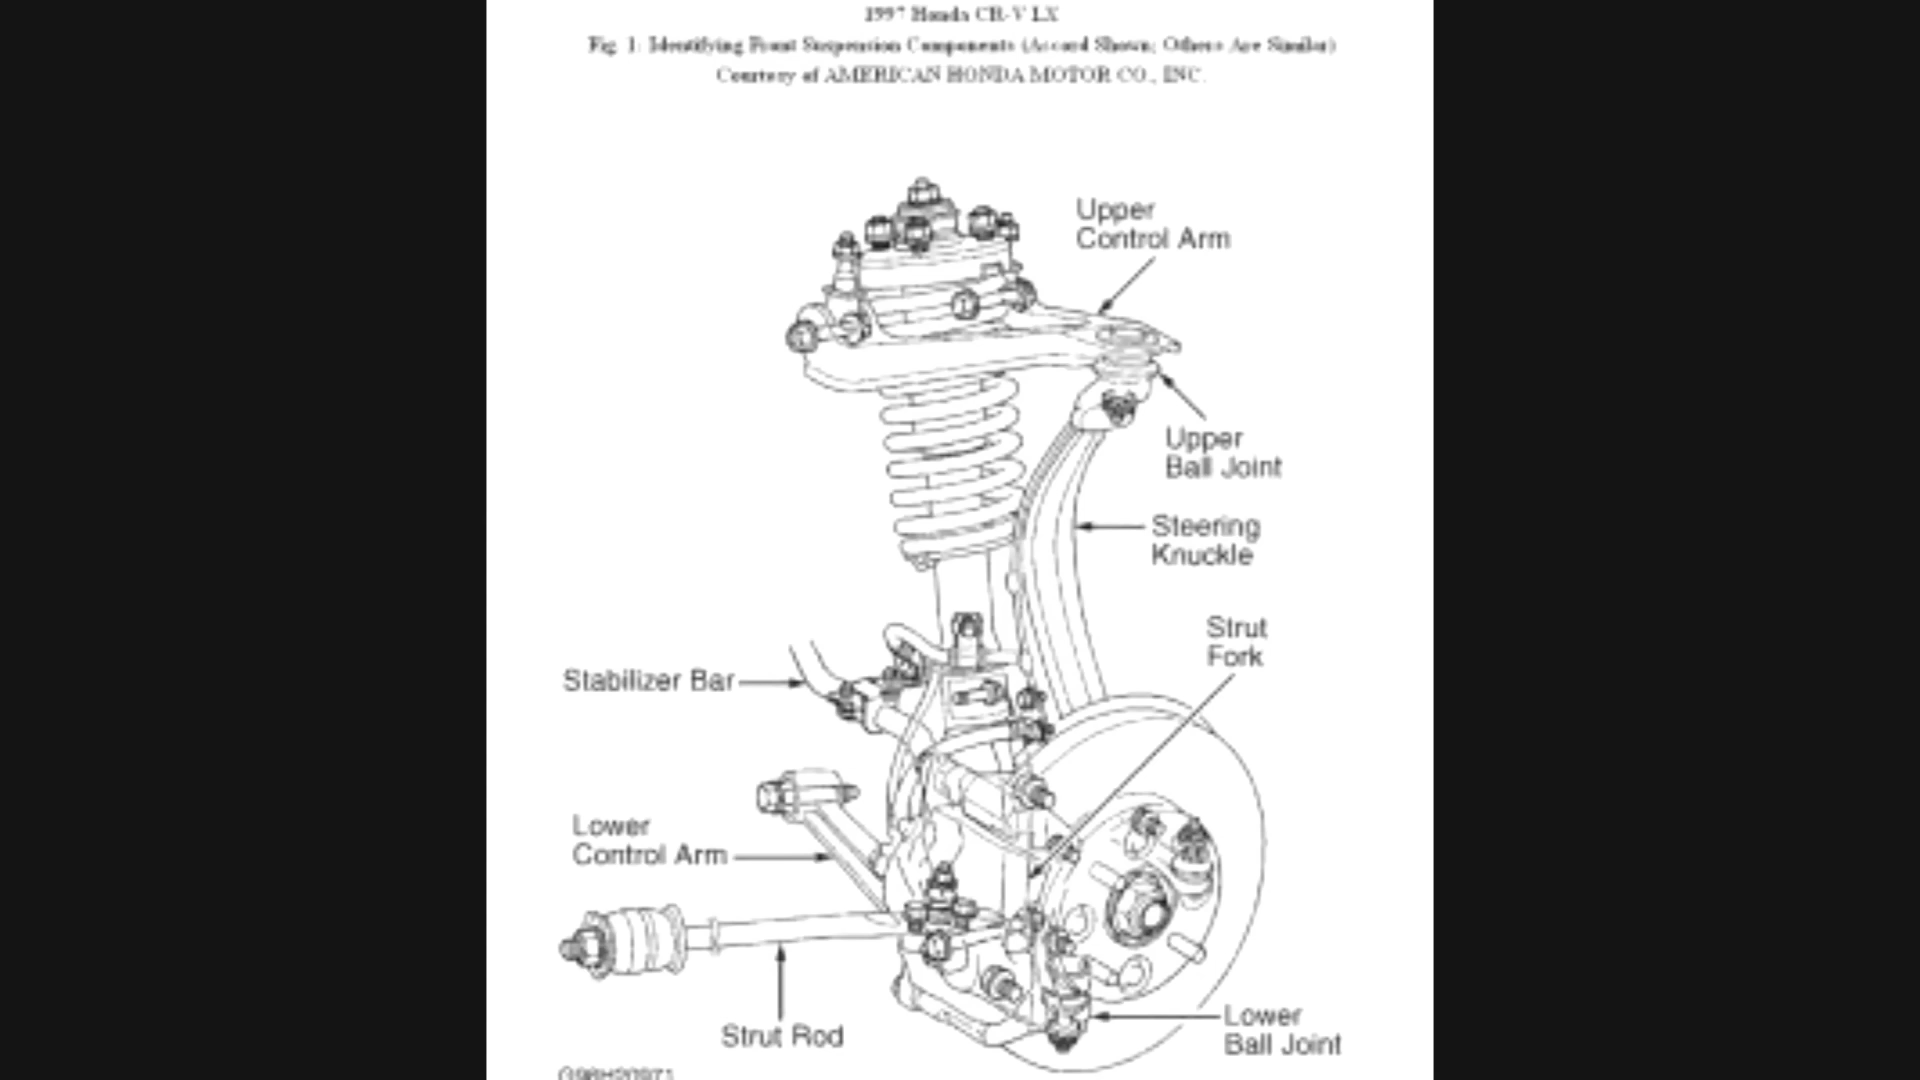 1997 Honda CR-V LX
Fig. 1: Identifying Front Suspension Components (Accord Shown; Others Are Similar)
Courtesy of AMERICAN HONDA MOTOR CO., INC.
Upper
Control Arm
Upper
Ball Joint
Steering
Knuckle
Strut
Fork
Stabilizer Bar
Lower
Control Arm
Strut Rod
Lower
Ball Joint